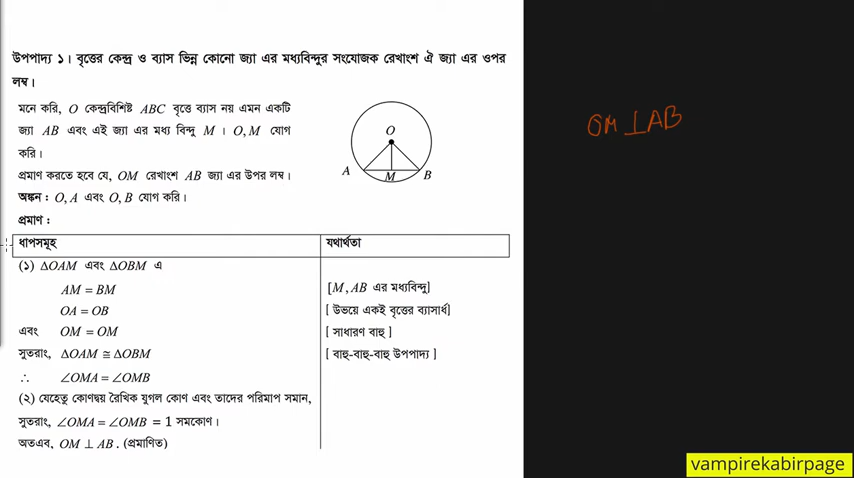 উপপাদ্য ১। বৃত্তের কেন্দ্র ও ব্যাস ভিন্ন কোনো জ্যা এর মধ্যবিন্দুর সংযোজক রেখাংশ ঐ জ্যা এর ওপর
লম্ব।
মনে করি, O কেন্দ্রবিশিষ্ট ABC বৃত্তে ব্যাস নয় এমন একটি
জ্যা AB এবং এই জ্যা এর মধ্য বিন্দু M । O, M যোগ
করি।
প্রমাণ করতে হবে যে, OM রেখাংশ AB জ্যা এর উপর লম্ব।
অঙ্কন : O, A এবং O, B যোগ করি।
প্রমাণ :
O
A
M
B
OM ⊥ AB
ধাপসমূহ যথার্থতা
(১) ΔOAM এবং ΔOBM এ
AM = BM [M, AB এর মধ্যবিন্দু]
OA = OB [ উভয়ে একই বৃত্তের ব্যাসার্ধ]
এবং OM = OM [ সাধারণ বাহু ]
সুতরাং, ΔOAM ≅ ΔOBM [ বাহু-বাহু-বাহু উপপাদ্য ]
∴ ∠OMA = ∠OMB
(২) যেহেতু কোণদ্বয় রৈখিক যুগল কোণ এবং তাদের পরিমাপ সমান,
সুতরাং, ∠OMA = ∠OMB = 1 সমকোণ।
অতএব, OM ⊥ AB. (প্রমাণিত)
vampirekabirpage